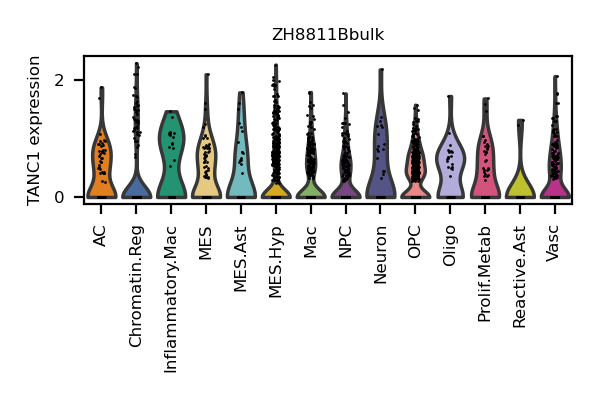 ZH8811Bbulk
TANC1 expression
2
0
AC
Chromatin.Reg
Inflammatory.Mac
MES
MES.Ast
MES.Hyp
Mac
NPC
Neuron
OPC
Oligo
Prolif.Metab
Reactive.Ast
Vasc